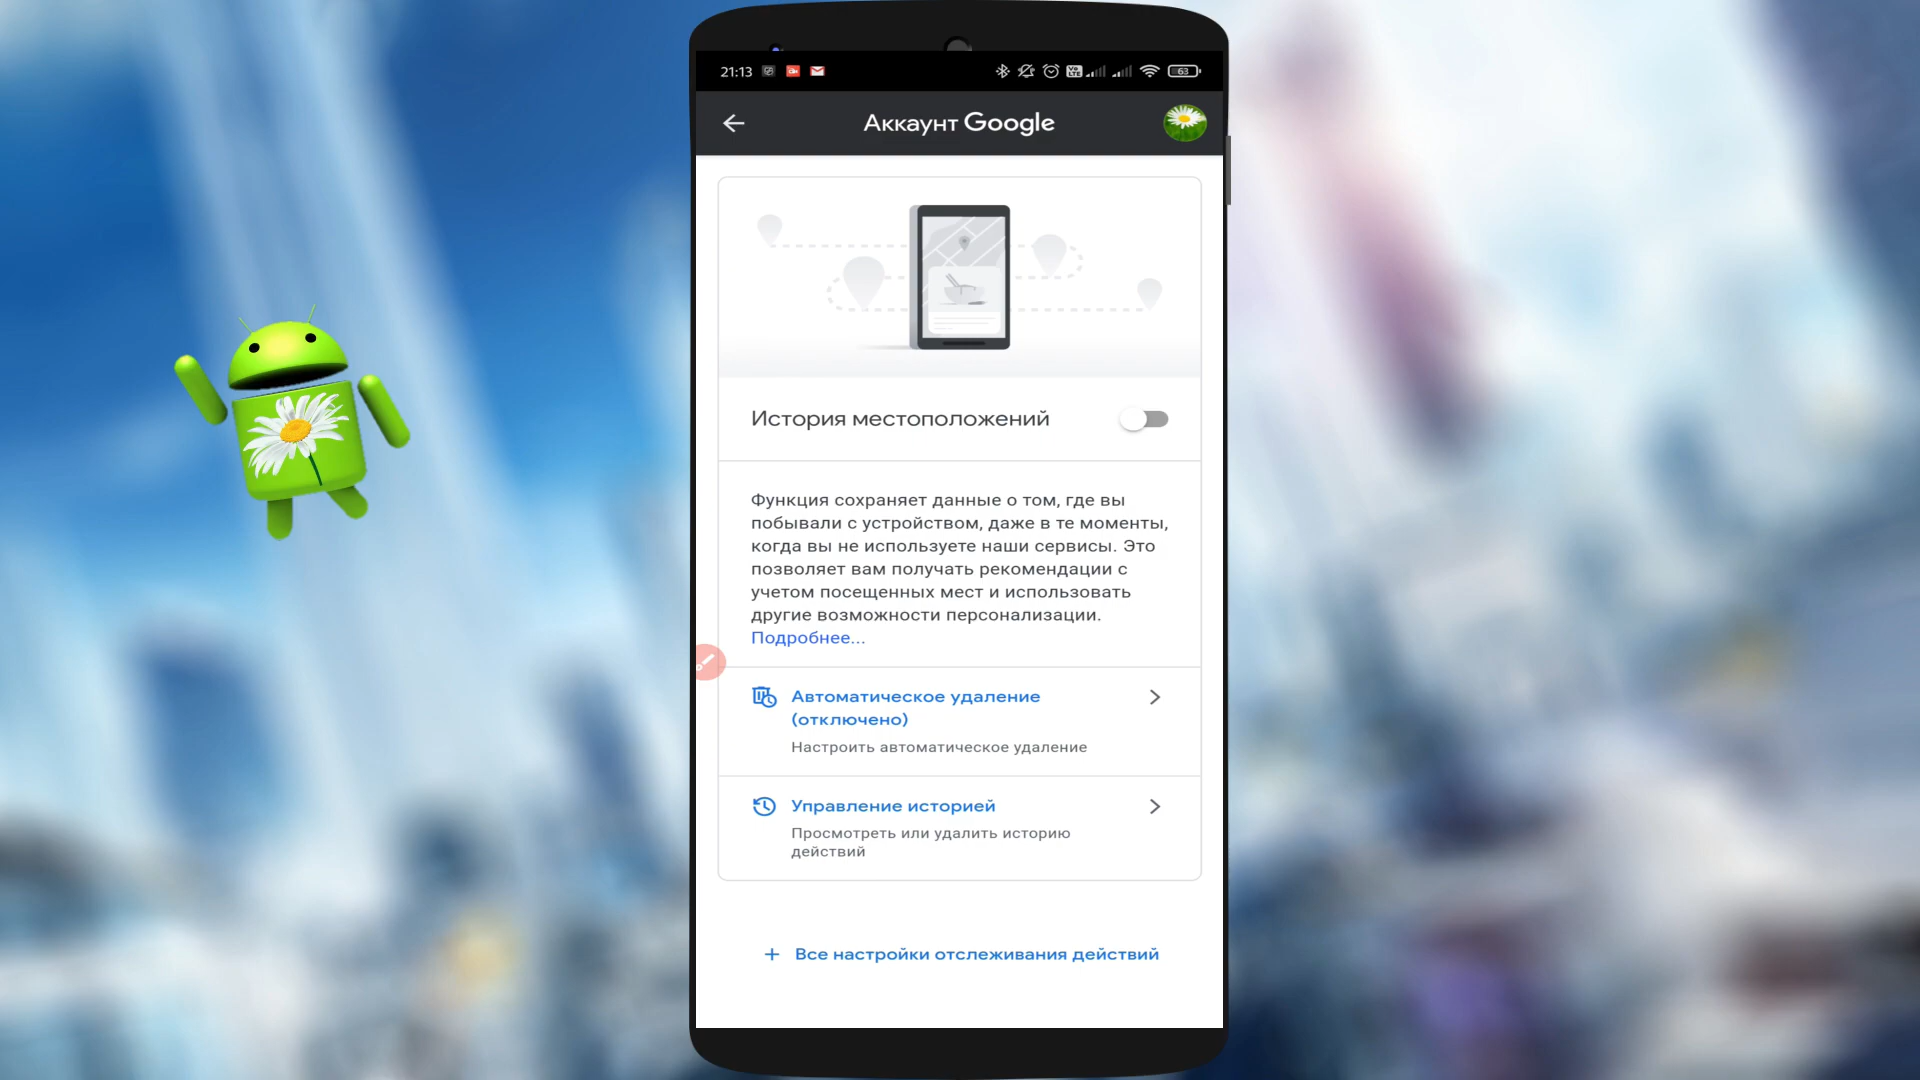 21:13
63
Аккаунт Google
История местоположений
Функция сохраняет данные о том, где вы
побывали с устройством, даже в те моменты,
когда вы не используете наши сервисы. Это
позволяет вам получать рекомендации с
учетом посещенных мест и использовать
другие возможности персонализации.
Подробнее...
Автоматическое удаление
(отключено)
Настроить автоматическое удаление
Управление историей
Просмотреть или удалить историю
действий
+ Все настройки отслеживания действий